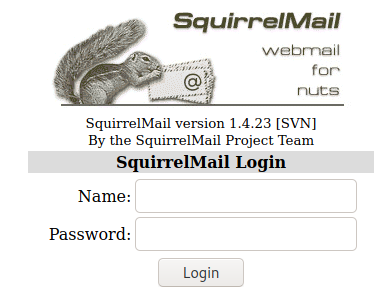 SquirrelMail
webmail
for
nuts
@
SquirrelMail version 1.4.23 [SVN]
By the SquirrelMail Project Team
SquirrelMail Login
Name:
Password:
Login